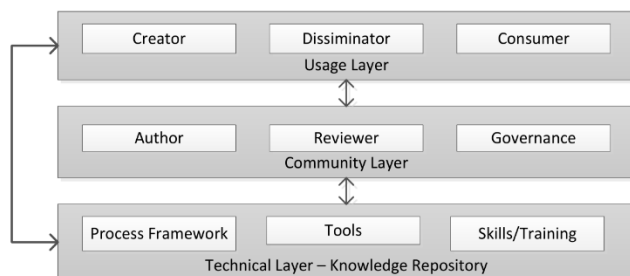 Creator Dissiminator Consumer
Usage Layer
Author Reviewer Governance
Community Layer
Process Framework Tools Skills/Training
Technical Layer – Knowledge Repository